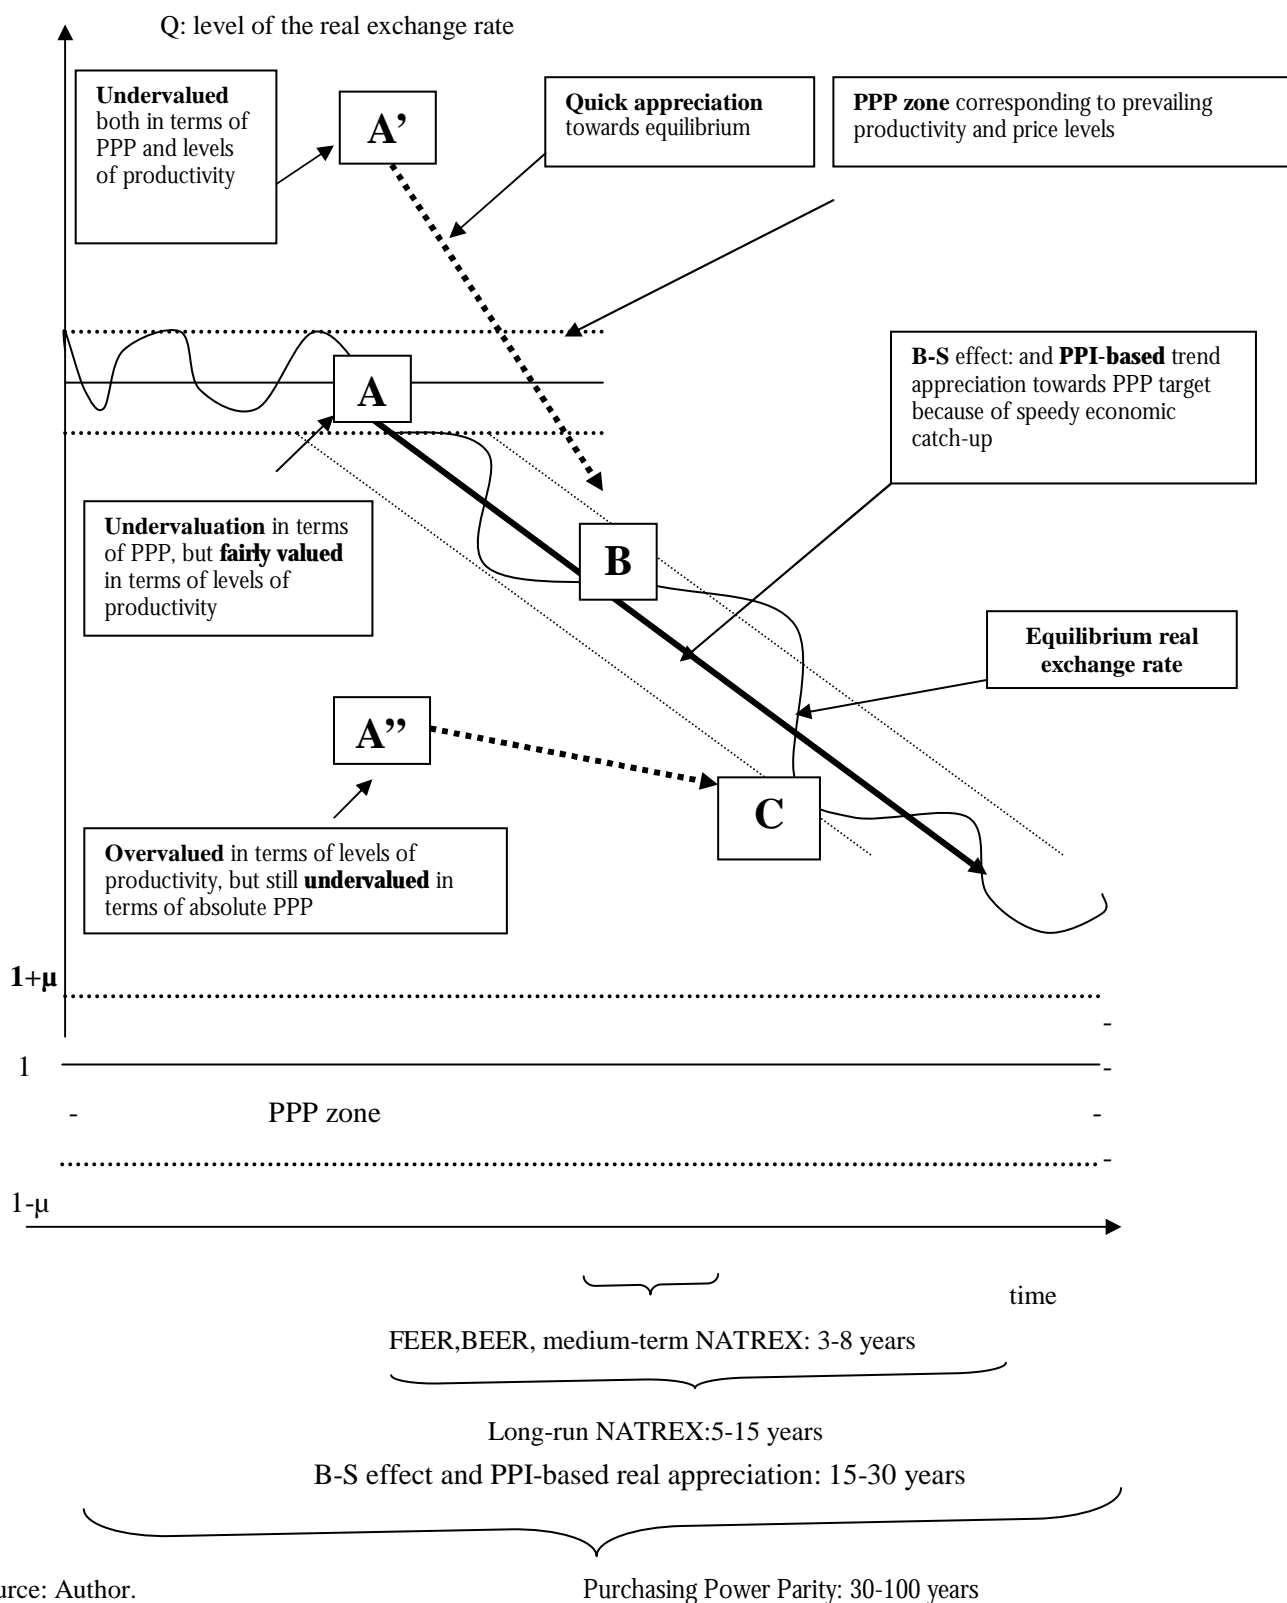 Q: level of the real exchange rate
Undervalued
both in terms of
PPP and levels
of productivity
A’
Quick appreciation
towards equilibrium
PPP zone corresponding to prevailing
productivity and price levels
B-S effect: and PPI-based trend
appreciation towards PPP target
because of speedy economic
catch-up
A
Undervaluation in terms
of PPP, but fairly valued
in terms of levels of
productivity
B
Equilibrium real
exchange rate
A’’
C
Overvalued in terms of levels of
productivity, but still undervalued in
terms of absolute PPP
1+μ
-
1
-
-
PPP zone
-
-
1-μ
time
FEER,BEER, medium-term NATREX: 3-8 years
Long-run NATREX:5-15 years
B-S effect and PPI-based real appreciation: 15-30 years
urce: Author.
Purchasing Power Parity: 30-100 years